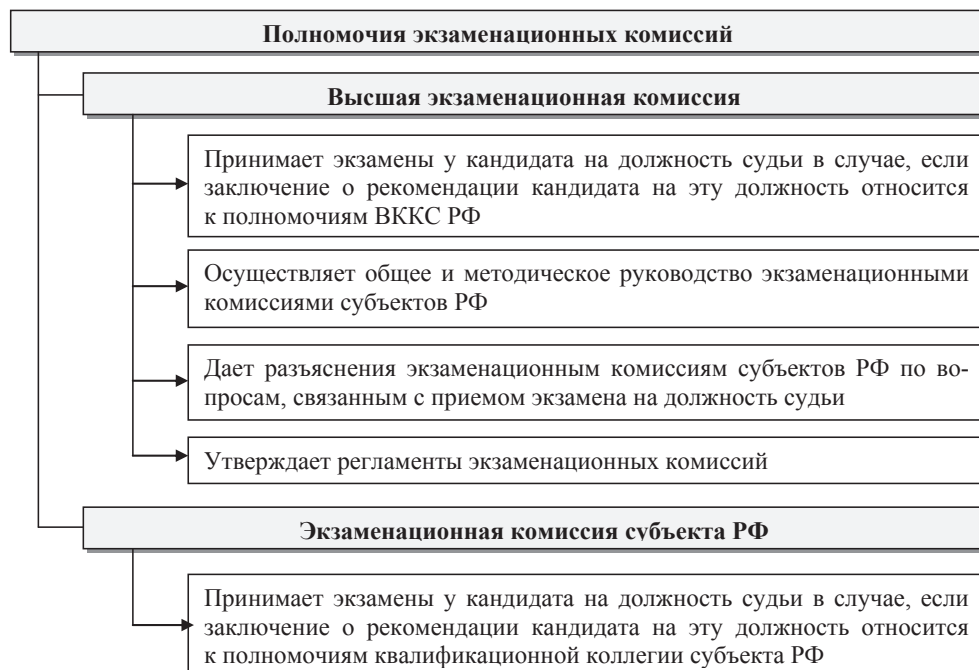 Полномочия экзаменационных комиссий
Высшая экзаменационная комиссия
Принимает экзамены у кандидата на должность судьи в случае, если
заключение о рекомендации кандидата на эту должность относится
к полномочиям ВККС РФ
Осуществляет общее и методическое руководство экзаменационными
комиссиями субъектов РФ
Дает разъяснения экзаменационным комиссиям субъектов РФ по во-
просам, связанным с приемом экзамена на должность судьи
Утверждает регламенты экзаменационных комиссий
Экзаменационная комиссия субъекта РФ
Принимает экзамены у кандидата на должность судьи в случае, если
заключение о рекомендации кандидата на эту должность относится
к полномочиям квалификационной коллегии субъекта РФ